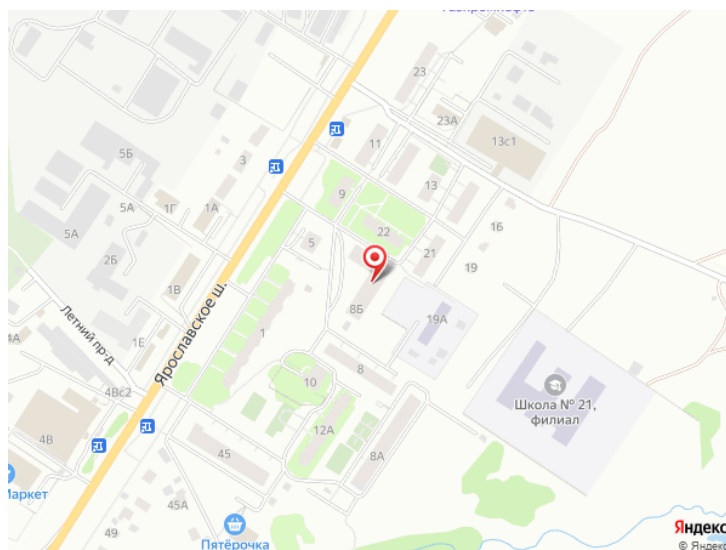 23
23А
13с1
11
5Б
3
9
13
1Г
1А
5А
5А
22
16
5
21
2Б
19
1В
8Б
Ярославское ш.
19А
Летний пр-д
1Е
1
4А
8
10
Школа № 21,
филиал
4Вс2
12А
4В
45
8А
Маркет
45А
49
Пятёрочка
Яндекс